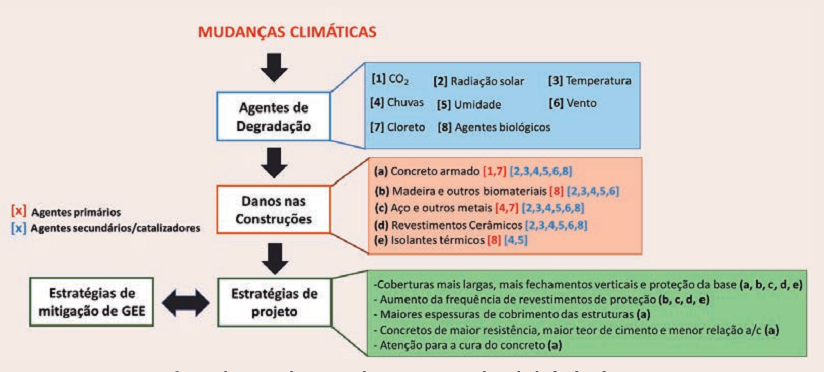 MUDANÇAS CLIMÁTICAS
Agentes de
Degradação
[1] CO2 [2] Radiação solar [3] Temperatura
[4] Chuvas [5] Umidade [6] Vento
[7] Cloreto [8] Agentes biológicos
Danos nas
Construções
(a) Concreto armado [1,7] [2,3,4,5,6,8]
(b) Madeira e outros biomateriais [8] [2,3,4,5,6]
(c) Aço e outros metais [4,7] [2,3,4,5,6,8]
(d) Revestimentos Cerâmicos [2,3,4,5,6,8]
(e) Isolantes térmicos [8] [4,5]
[x] Agentes primários
[x] Agentes secundários/catalizadores
Estratégias de
mitigação de GEE
Estratégias de
projeto
-Coberturas mais largas, mais fechamentos verticais e proteção da base (a, b, c, d, e)
- Aumento da frequência de revestimentos de proteção (b, c, d, e)
- Maiores espessuras de cobrimento das estruturas (a)
- Concretos de maior resistência, maior teor de cimento e menor relação a/c (a)
- Atenção para a cura do concreto (a)